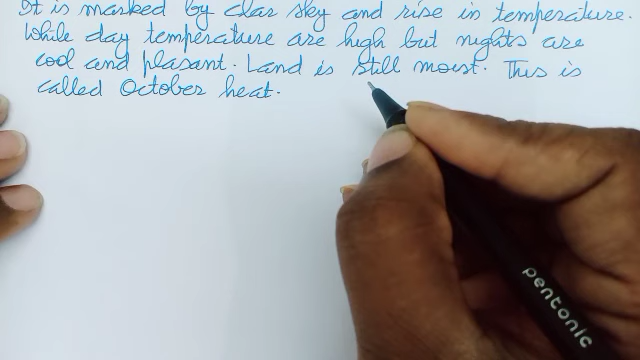 It is marked by clar sky and rise in temperature.
While day temperature are high but nights are
cool and plasant. Land is still moist. This is
called October heat.
pentonic